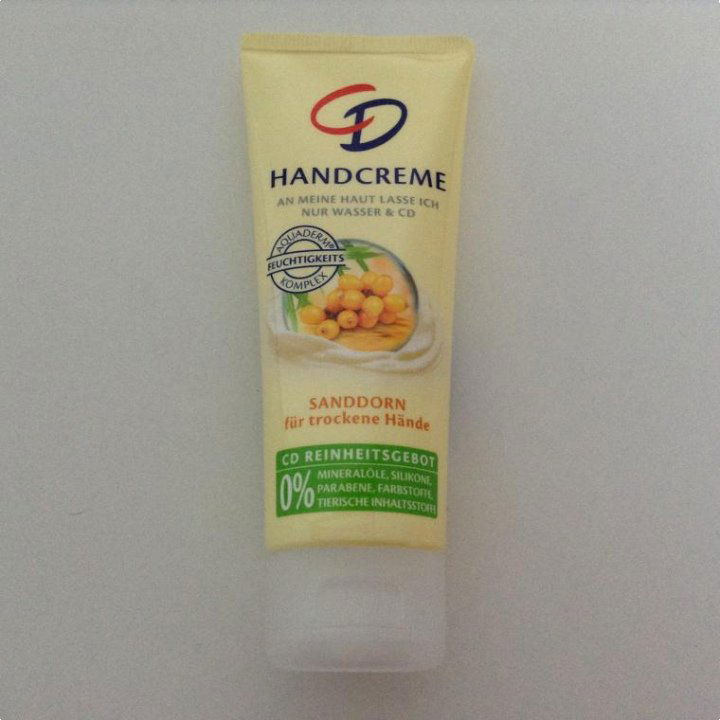 CD
HANDCREME
AN MEINE HAUT LASSE ICH
NUR WASSER & CD
AQUADERM®
FEUCHTIGKEITS
KOMPLEX
SANDDORN
für trockene Hände
CD REINHEITSGEBOT
0%
MINERALÖLE, SILIKONE,
PARABENE, FARBSTOFFE,
TIERISCHE INHALTSSTOFFE